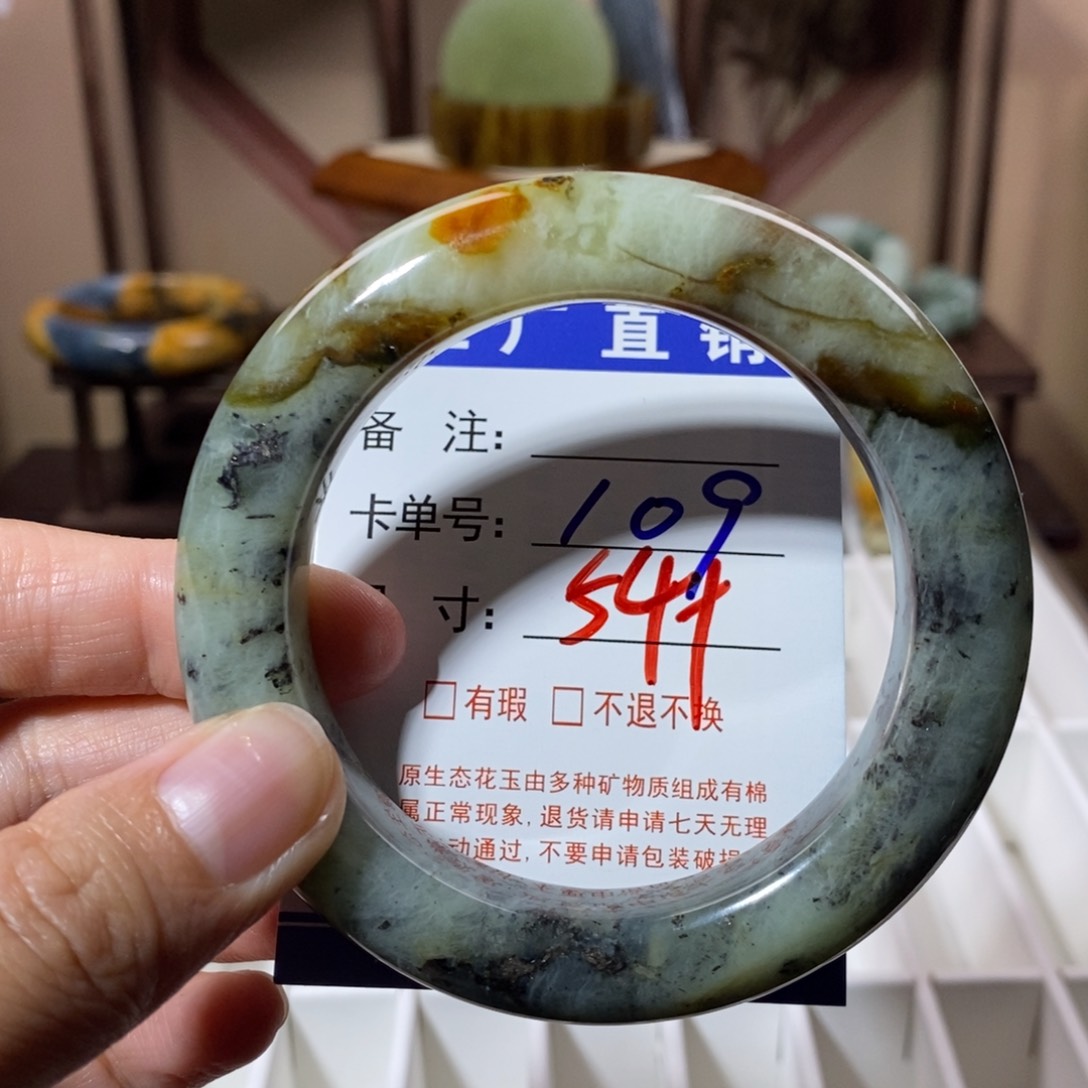 厂直销
备 注:
卡单号: 109
寸: 54+
□有瑕 □不退不换
原生态花玉由多种矿物质组成有棉
属正常现象,退货请申请七天无理
动通过,不要申请包装破损